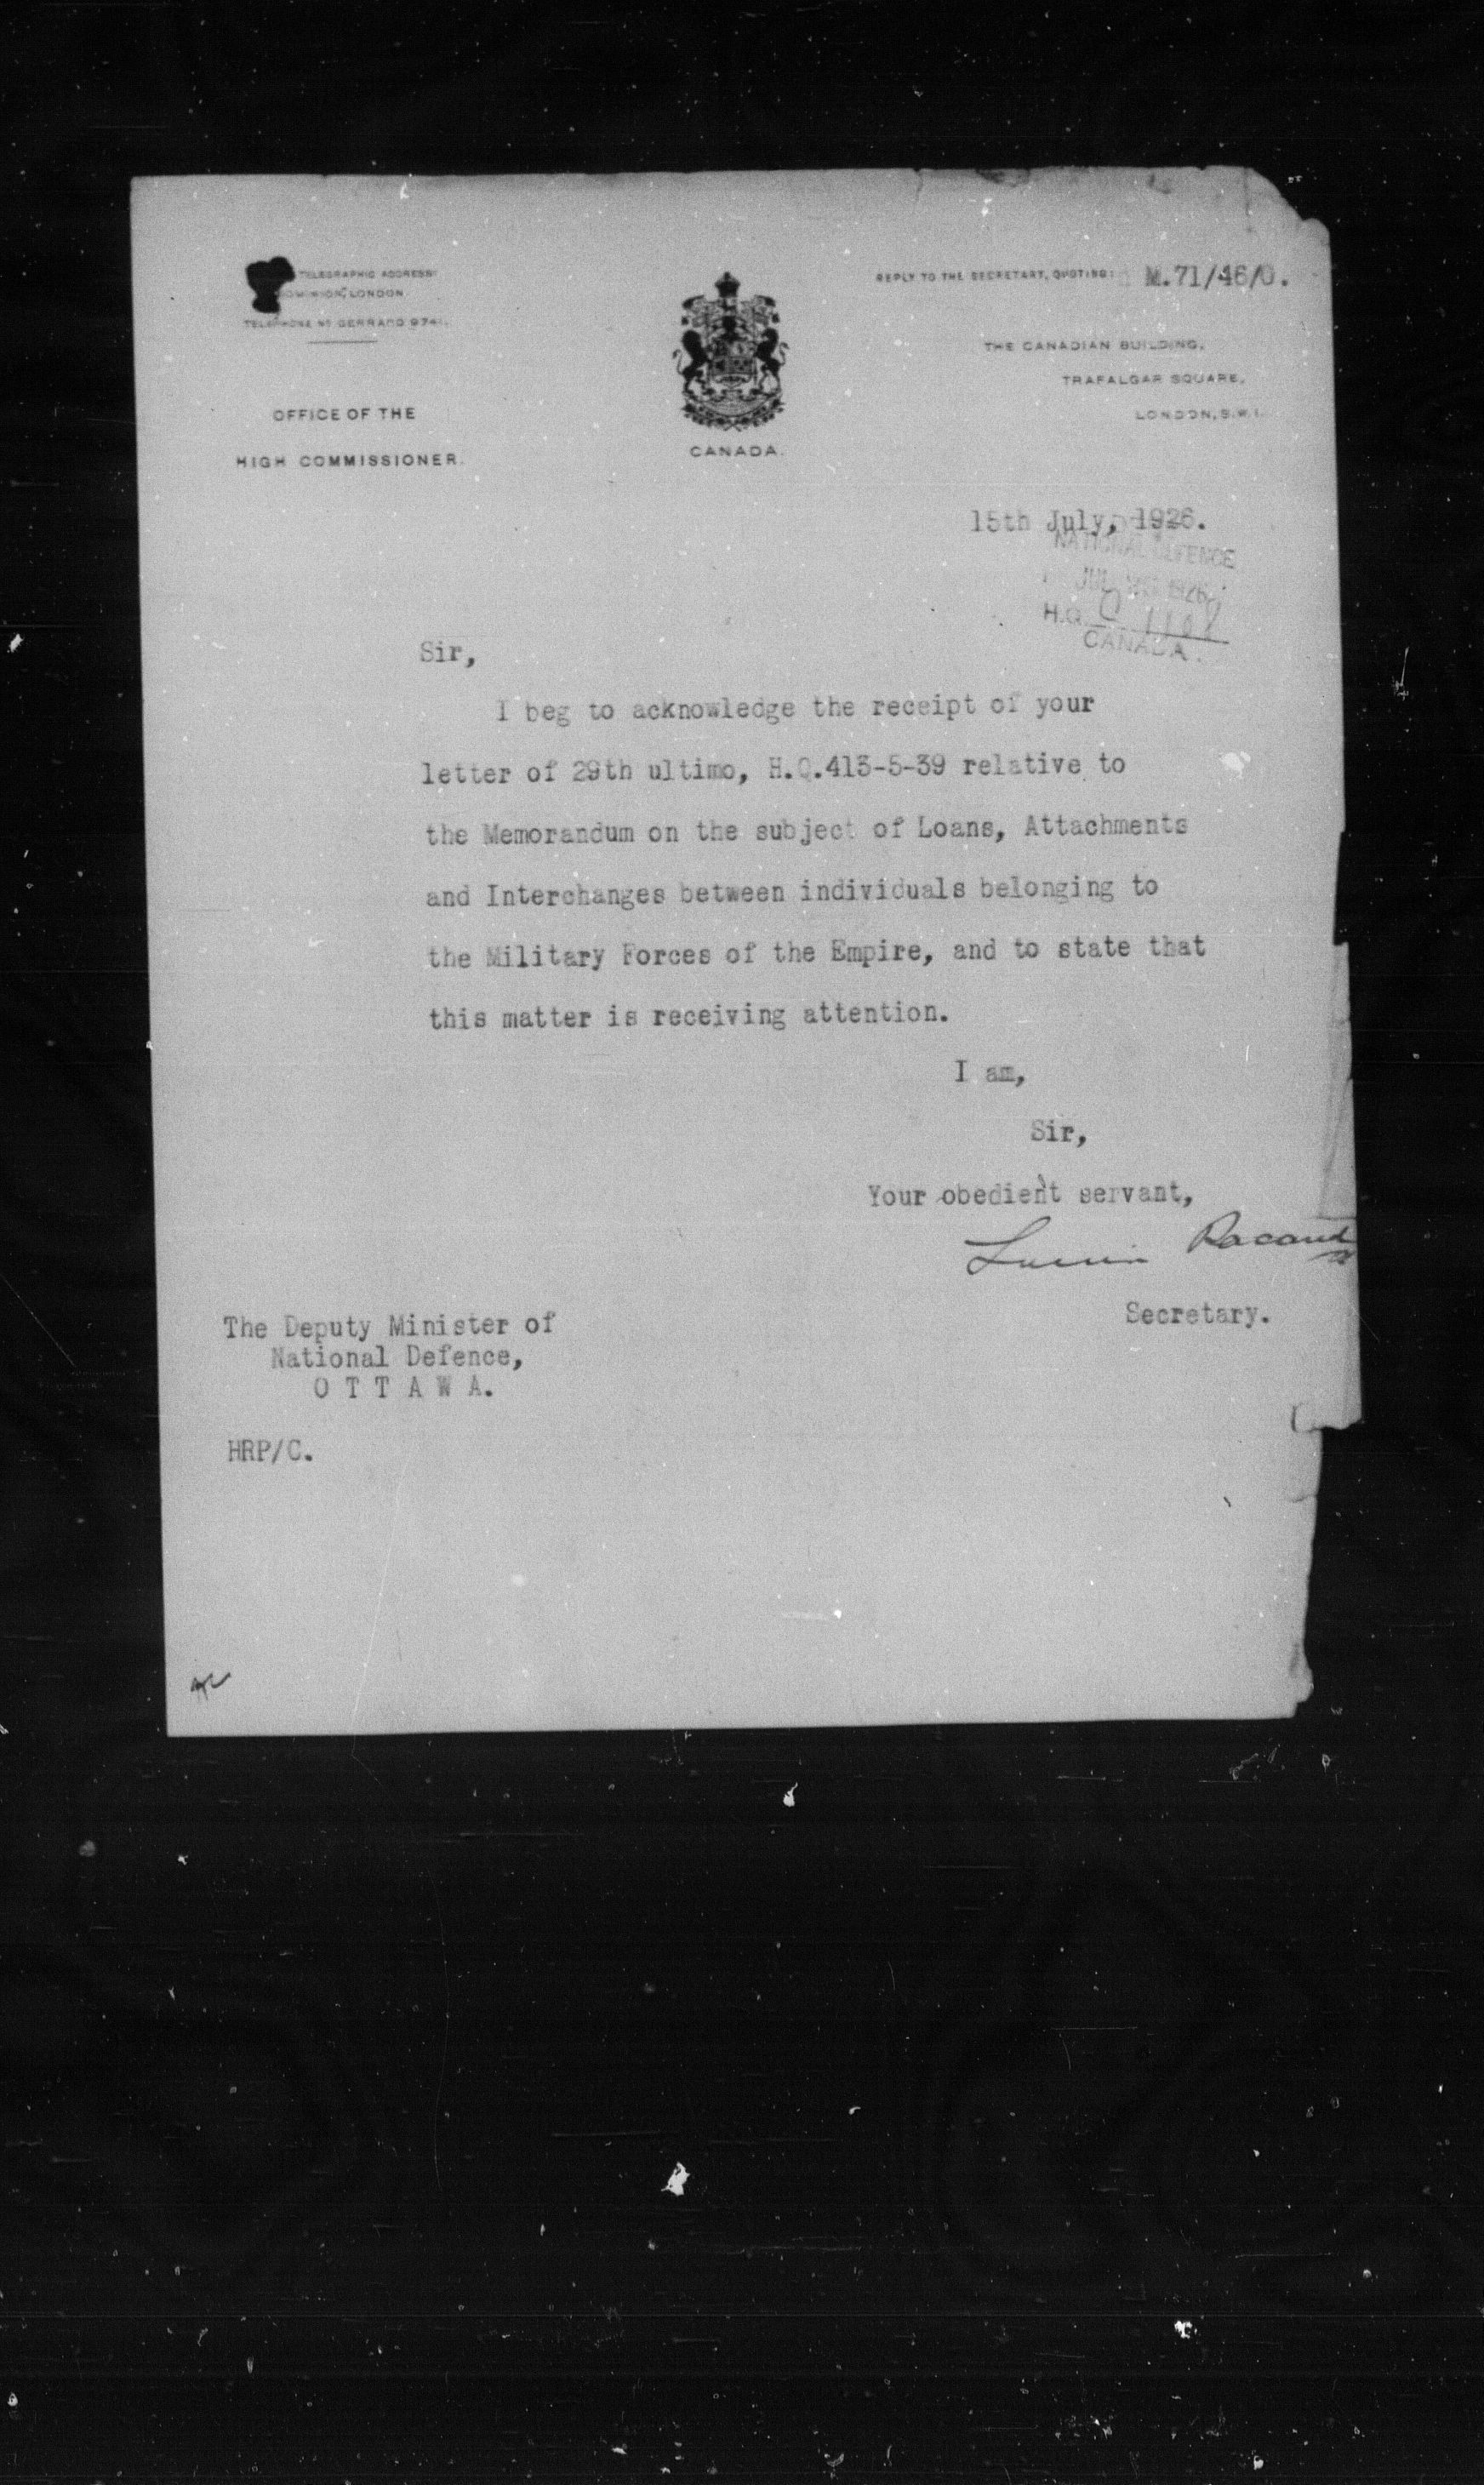 TELEGRAPHIC ADDRESS
DOMINION, LONDON
TELEPHONE Nº GERRARD 9741.
OFFICE OF THE
HIGH COMMISSIONER.
CANADA.
REPLY TO THE SECRETARY, QUOTING: M.71/46/O.
THE CANADIAN BUILDING,
TRAFALGAR SQUARE,
LONDON, S.W.1.
15th July, 1926.
NATIONAL DEFENCE
JUL 1926
H.Q.
CANADA.
Sir,
I beg to acknowledge the receipt of your
letter of 29th ultimo, H.Q.413-5-39 relative to
the Memorandum on the subject of Loans, Attachments
and Interchanges between individuals belonging to
the Military Forces of the Empire, and to state that
this matter is receiving attention.
I am,
Sir,
Your obedient servant,
Secretary.
The Deputy Minister of
National Defence,
O T T A W A.
HRP/C.